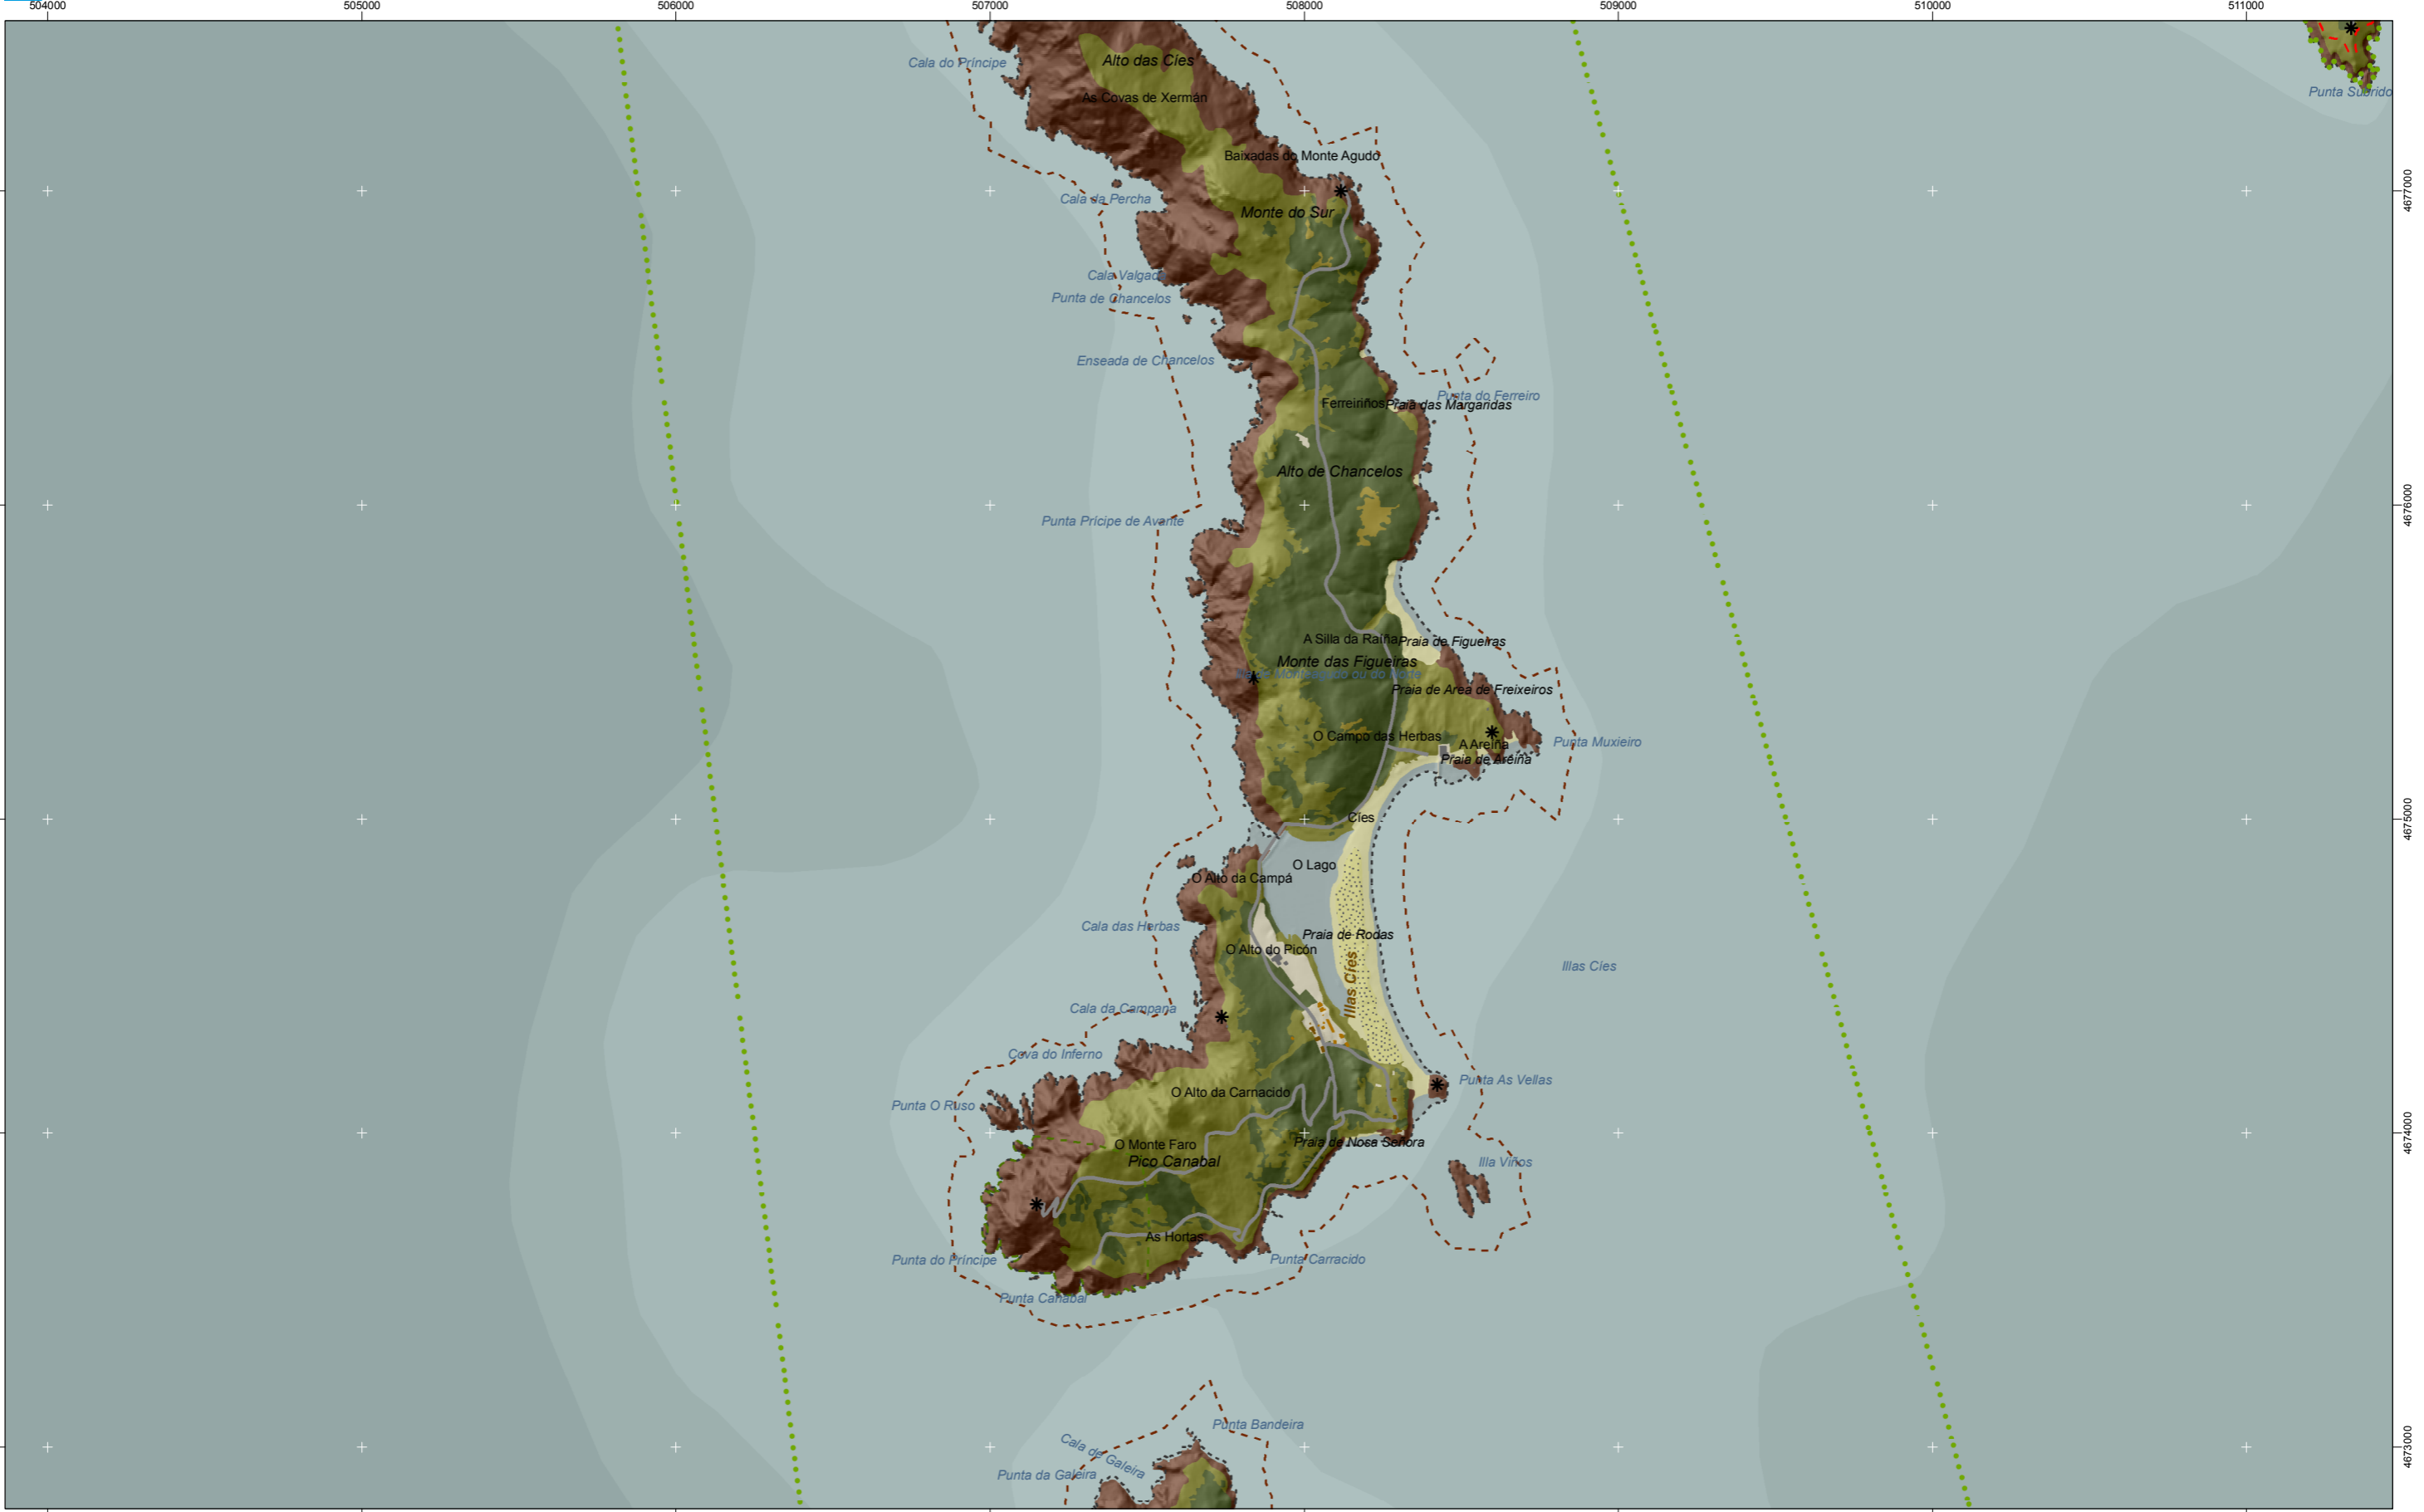 504000 505000 506000 507000 508000 509000 510000 511000
Alto das Cíes
Cala do Príncipe
Punta Subrido
As Covas de Xermán
Baixadas do Monte Agudo
4677000
Cala da Percha
Monte do Sur
Cala Valgada
Punta de Chancelos
Enseada de Chancelos
Punta do Ferreiro
Ferreiriños
Praia das Margaridas
Alto de Chancelos
4676000
Punta Prícipe de Avante
A Silla da Raíña
Praia de Figueiras
Monte das Figueiras
Praia de Area de Freixeiros
O Campo das Herbas
A Areíña
Punta Muxieiro
Praia de Areiña
Cíes
4675000
O Lago
O Alto da Campá
Cala das Herbas
Praia de Rodas
O Alto do Picón
Illas Cíes
Illas Cíes
Cala da Campana
Cova do Inferno
Punta As Vellas
O Alto da Carnacido
Punta O Ruso
4674000
Praia de Nosa Señora
O Monte Faro
Pico Canabal
Illa Viños
As Hortas
Punta do Príncipe
Punta Carracido
Punta Canabal
Punta Bandeira
4673000
Cala de Galeira
Punta da Galeira